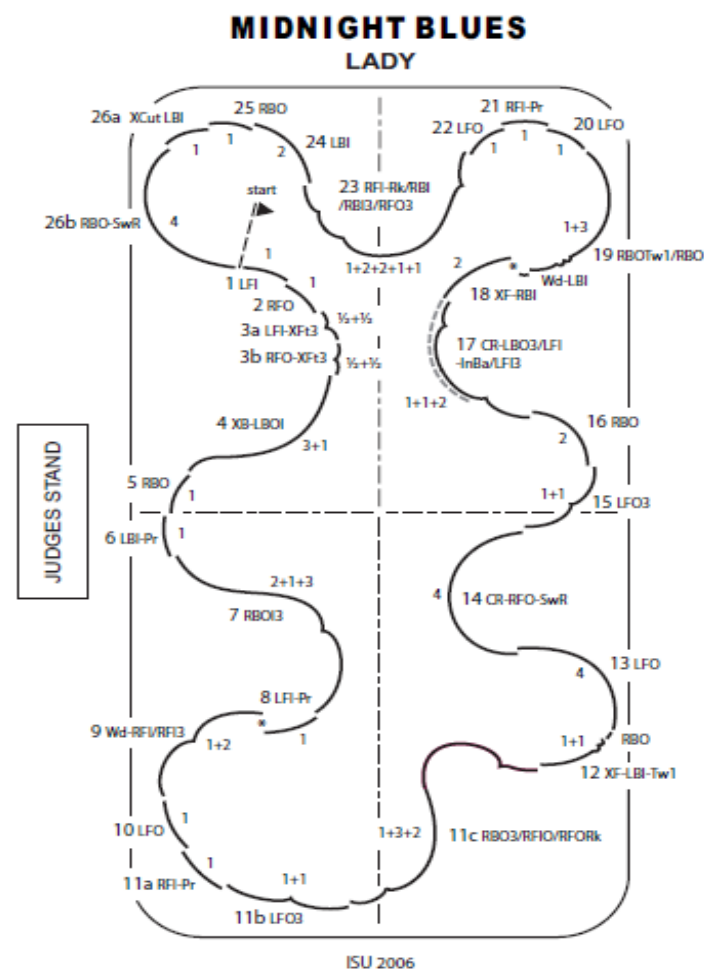 MIDNIGHT BLUES
LADY
26a XCut LBI
25 RBO
24 LBI
21 RFI-Pr
22 LFO
20 LFO
1
1
2
1
1
1
start
23 RFI-Rk/RBI
/RBI3/RFO3
26b RBO-SwR
4
1
1+2+2+1+1
1+3
19 RBOTw1/RBO
1 LFI
1
2
*
Wd-LBI
18 XF-RBI
2 RFO
3a LFI-XFt3
½+½
3b RFO-XFt3
½+½
17 CR-LBO3/LFI
-InBa/LFI3
1+1+2
4 XB-LBOI
3+1
16 RBO
2
JUDGES STAND
5 RBO
1
1+1
15 LFO3
6 LBI-Pr
1
2+1+3
7 RBOI3
4
14 CR-RFO-SwR
13 LFO
4
8 LFI-Pr
*
1
9 Wd-RFI/RFI3
1+2
RBO
1+1
12 XF-LBI-Tw1
10 LFO
1
1+3+2
11c RBO3/RFIO/RFORk
11a RFI-Pr
1
1+1
11b LFO3
ISU 2006